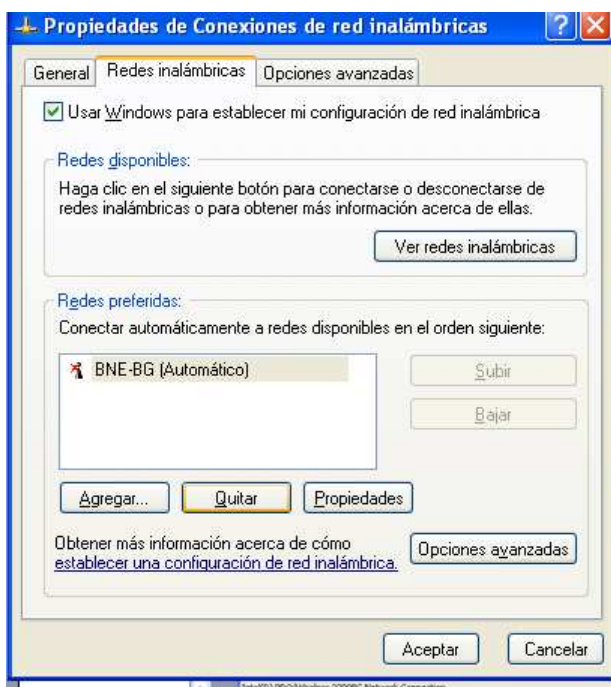 Propiedades de Conexiones de red inalámbricas
General Redes inalámbricas Opciones avanzadas
Usar Windows para establecer mi configuración de red inalámbrica
Redes disponibles:
Haga clic en el siguiente botón para conectarse o desconectarse de
redes inalámbricas o para obtener más información acerca de ellas.
Ver redes inalámbricas
Redes preferidas:
Conectar automáticamente a redes disponibles en el orden siguiente:
BNE-BG (Automático)
Subir
Bajar
Agregar... Quitar Propiedades
Obtener más información acerca de cómo
establecer una configuración de red inalámbrica.
Opciones avanzadas
Aceptar Cancelar